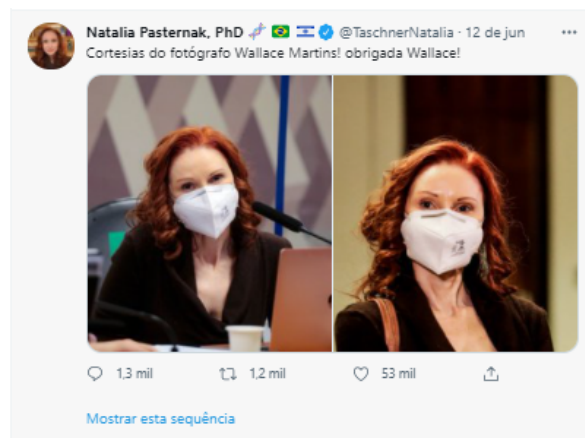 Natalia Pasternak, PhD @TaschnerNatalia · 12 de jun
Cortesias do fotógrafo Wallace Martins! obrigada Wallace!
1,3 mil 1,2 mil 53 mil
Mostrar esta sequência